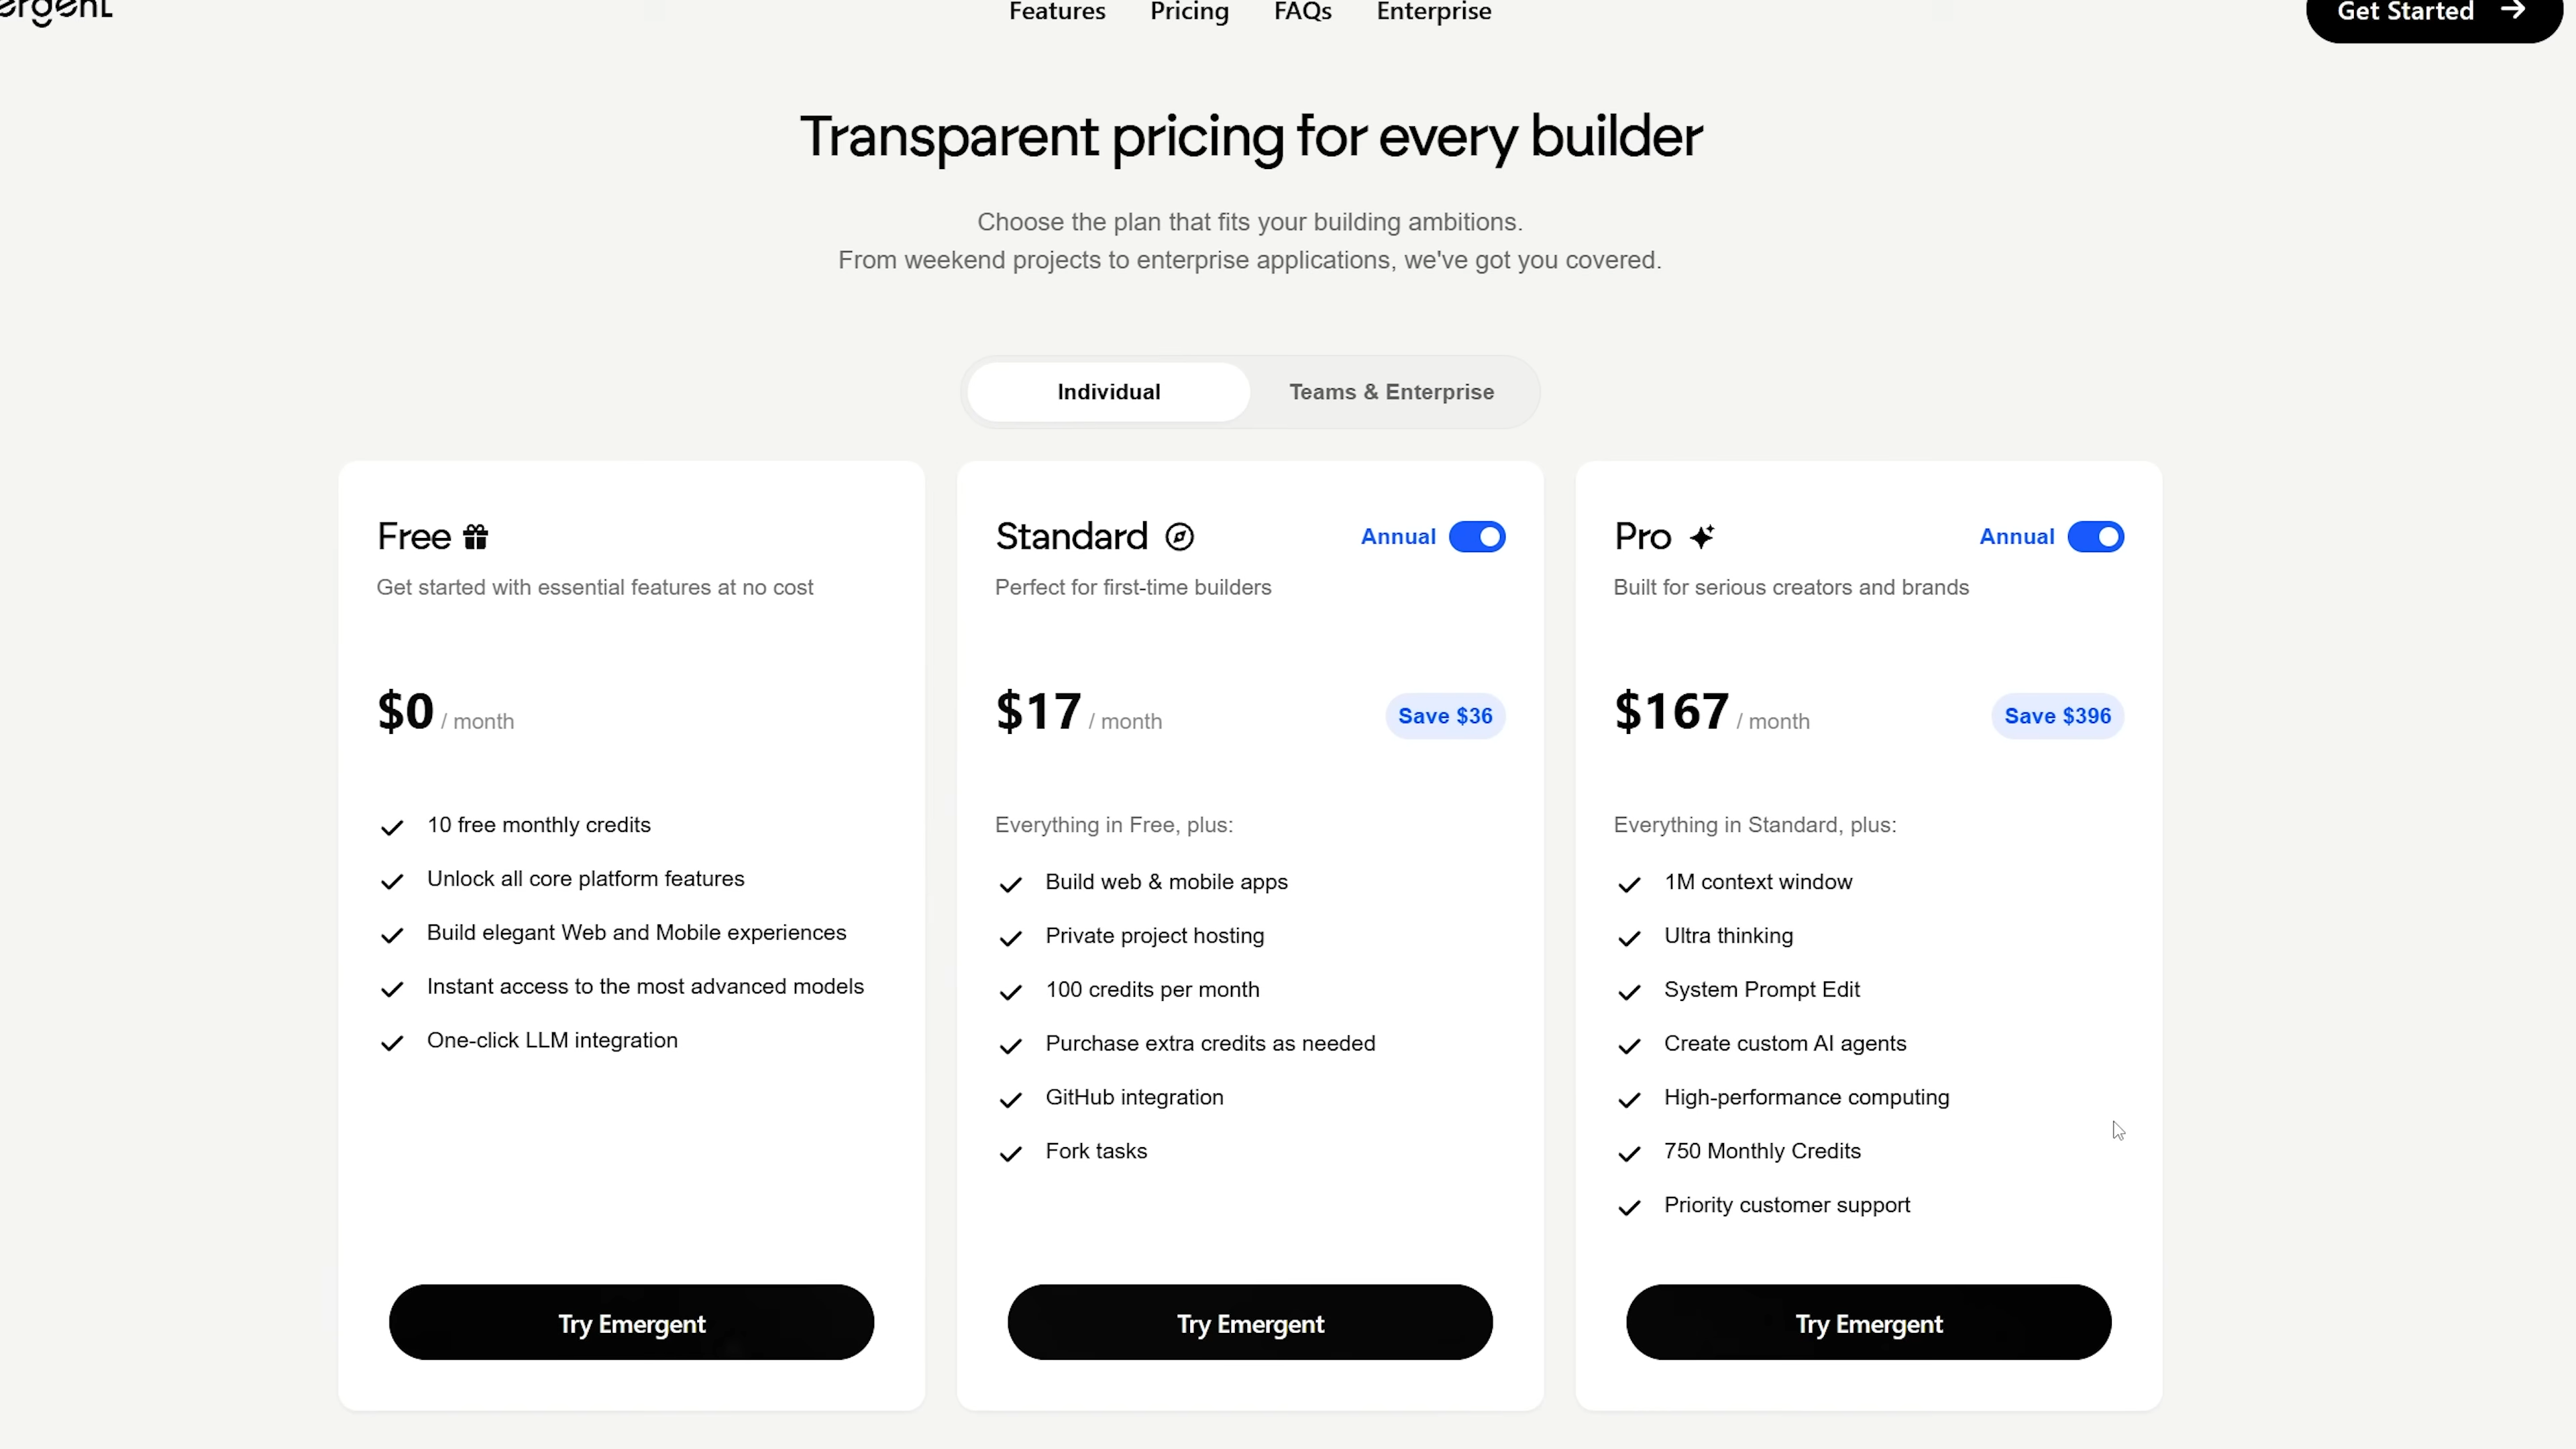 Features
Pricing
FAQs
Enterprise
Get Started
Transparent pricing for every builder
Choose the plan that fits your building ambitions.
From weekend projects to enterprise applications, we've got you covered.
Individual
Teams & Enterprise
Free
Get started with essential features at no cost
$0 / month
10 free monthly credits
Unlock all core platform features
Build elegant Web and Mobile experiences
Instant access to the most advanced models
One-click LLM integration
Try Emergent
Standard
Annual
Perfect for first-time builders
$17 / month
Save $36
Everything in Free, plus:
Build web & mobile apps
Private project hosting
100 credits per month
Purchase extra credits as needed
GitHub integration
Fork tasks
Try Emergent
Pro
Annual
Built for serious creators and brands
$167 / month
Save $396
Everything in Standard, plus:
1M context window
Ultra thinking
System Prompt Edit
Create custom AI agents
High-performance computing
750 Monthly Credits
Priority customer support
Try Emergent